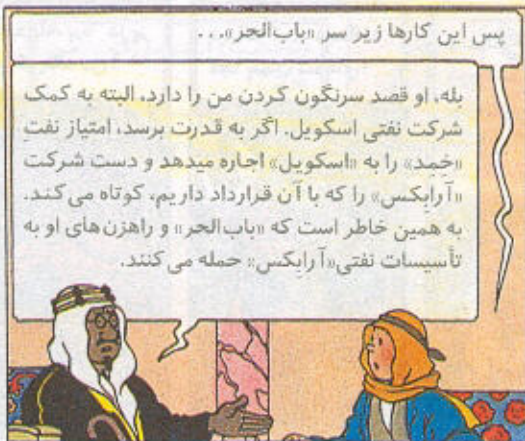 پس این کارها زیر سر «باب‌الحر»...
بله، او قصد سرنگون کردن من را دارد، البته به کمک
شرکت نفتی اسکویل. اگر به قدرت برسد، امتیاز نفتِ
«خِمِد» را به «اسکویل» اجاره میدهد و دست شرکت
«آرابِکس» را که با آن قرارداد داریم، کوتاه می‌کند.
به همین خاطر است که «باب‌الحر» و راهزن‌های او به
تأسیسات نفتی «آرابِکس» حمله می‌کنند.